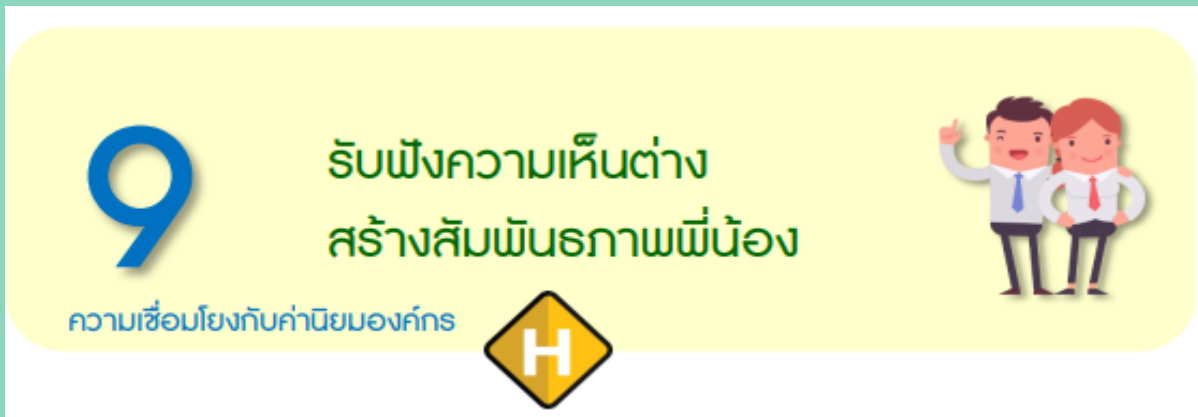 9
รับฟังความเห็นต่าง
สร้างสัมพันธภาพพี่น้อง
ความเชื่อมโยงกับค่านิยมองค์กร
H